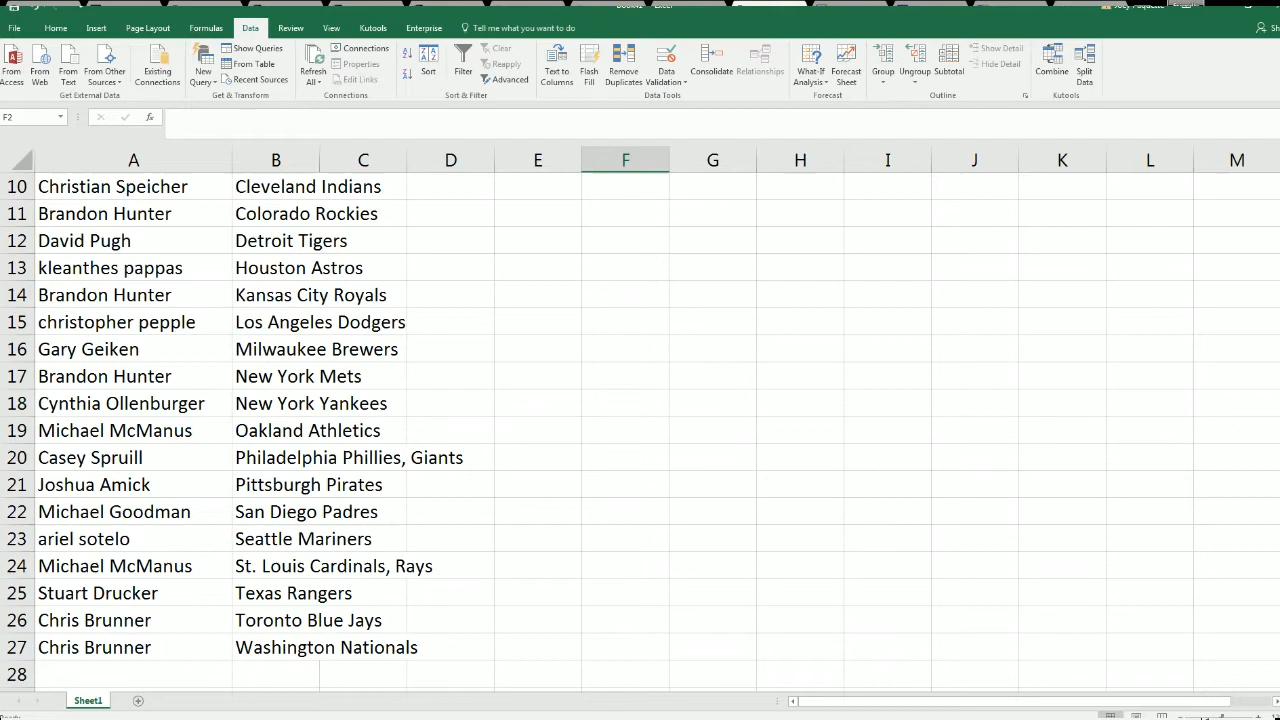 File Home Insert Page Layout Formulas Data Review View Kutools Enterprise Tell me what you want to do
From Access From Web From Text From Other Sources Existing Connections New Query Show Queries From Table Recent Sources Refresh All Connections Properties Edit Links Sort Filter Clear Reapply Advanced Text to Columns Flash Fill Remove Duplicates Data Validation Consolidate Relationships What-If Analysis Forecast Sheet Group Ungroup Subtotal Show Detail Hide Detail Combine Split Data
Get External Data Get & Transform Connections Sort & Filter Data Tools Forecast Outline Kutools
F2 fx
A B C D E F G H I J K L M
10 Christian Speicher Cleveland Indians
11 Brandon Hunter Colorado Rockies
12 David Pugh Detroit Tigers
13 kleanthes pappas Houston Astros
14 Brandon Hunter Kansas City Royals
15 christopher pepple Los Angeles Dodgers
16 Gary Geiken Milwaukee Brewers
17 Brandon Hunter New York Mets
18 Cynthia Ollenburger New York Yankees
19 Michael McManus Oakland Athletics
20 Casey Spruill Philadelphia Phillies, Giants
21 Joshua Amick Pittsburgh Pirates
22 Michael Goodman San Diego Padres
23 ariel sotelo Seattle Mariners
24 Michael McManus St. Louis Cardinals, Rays
25 Stuart Drucker Texas Rangers
26 Chris Brunner Toronto Blue Jays
27 Chris Brunner Washington Nationals
28
Sheet1